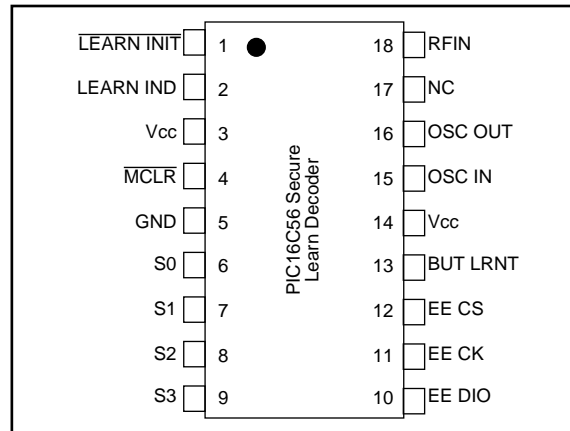 LEARN INIT 1 18 RFIN
LEARN IND 2 17 NC
Vcc 3 16 OSC OUT
MCLR 4 15 OSC IN
GND 5 14 Vcc
S0 6 13 BUT LRNT
S1 7 12 EE CS
S2 8 11 EE CK
S3 9 10 EE DIO
PIC16C56 Secure
Learn Decoder